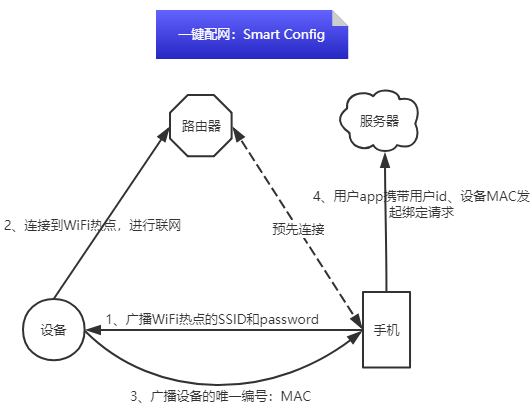 一键配网：Smart Config
路由器
服务器
4、用户app携带用户id、设备MAC发
起绑定请求
2、连接到WiFi热点，进行联网
预先连接
1、广播WiFi热点的SSID和password
设备
手机
3、广播设备的唯一编号：MAC